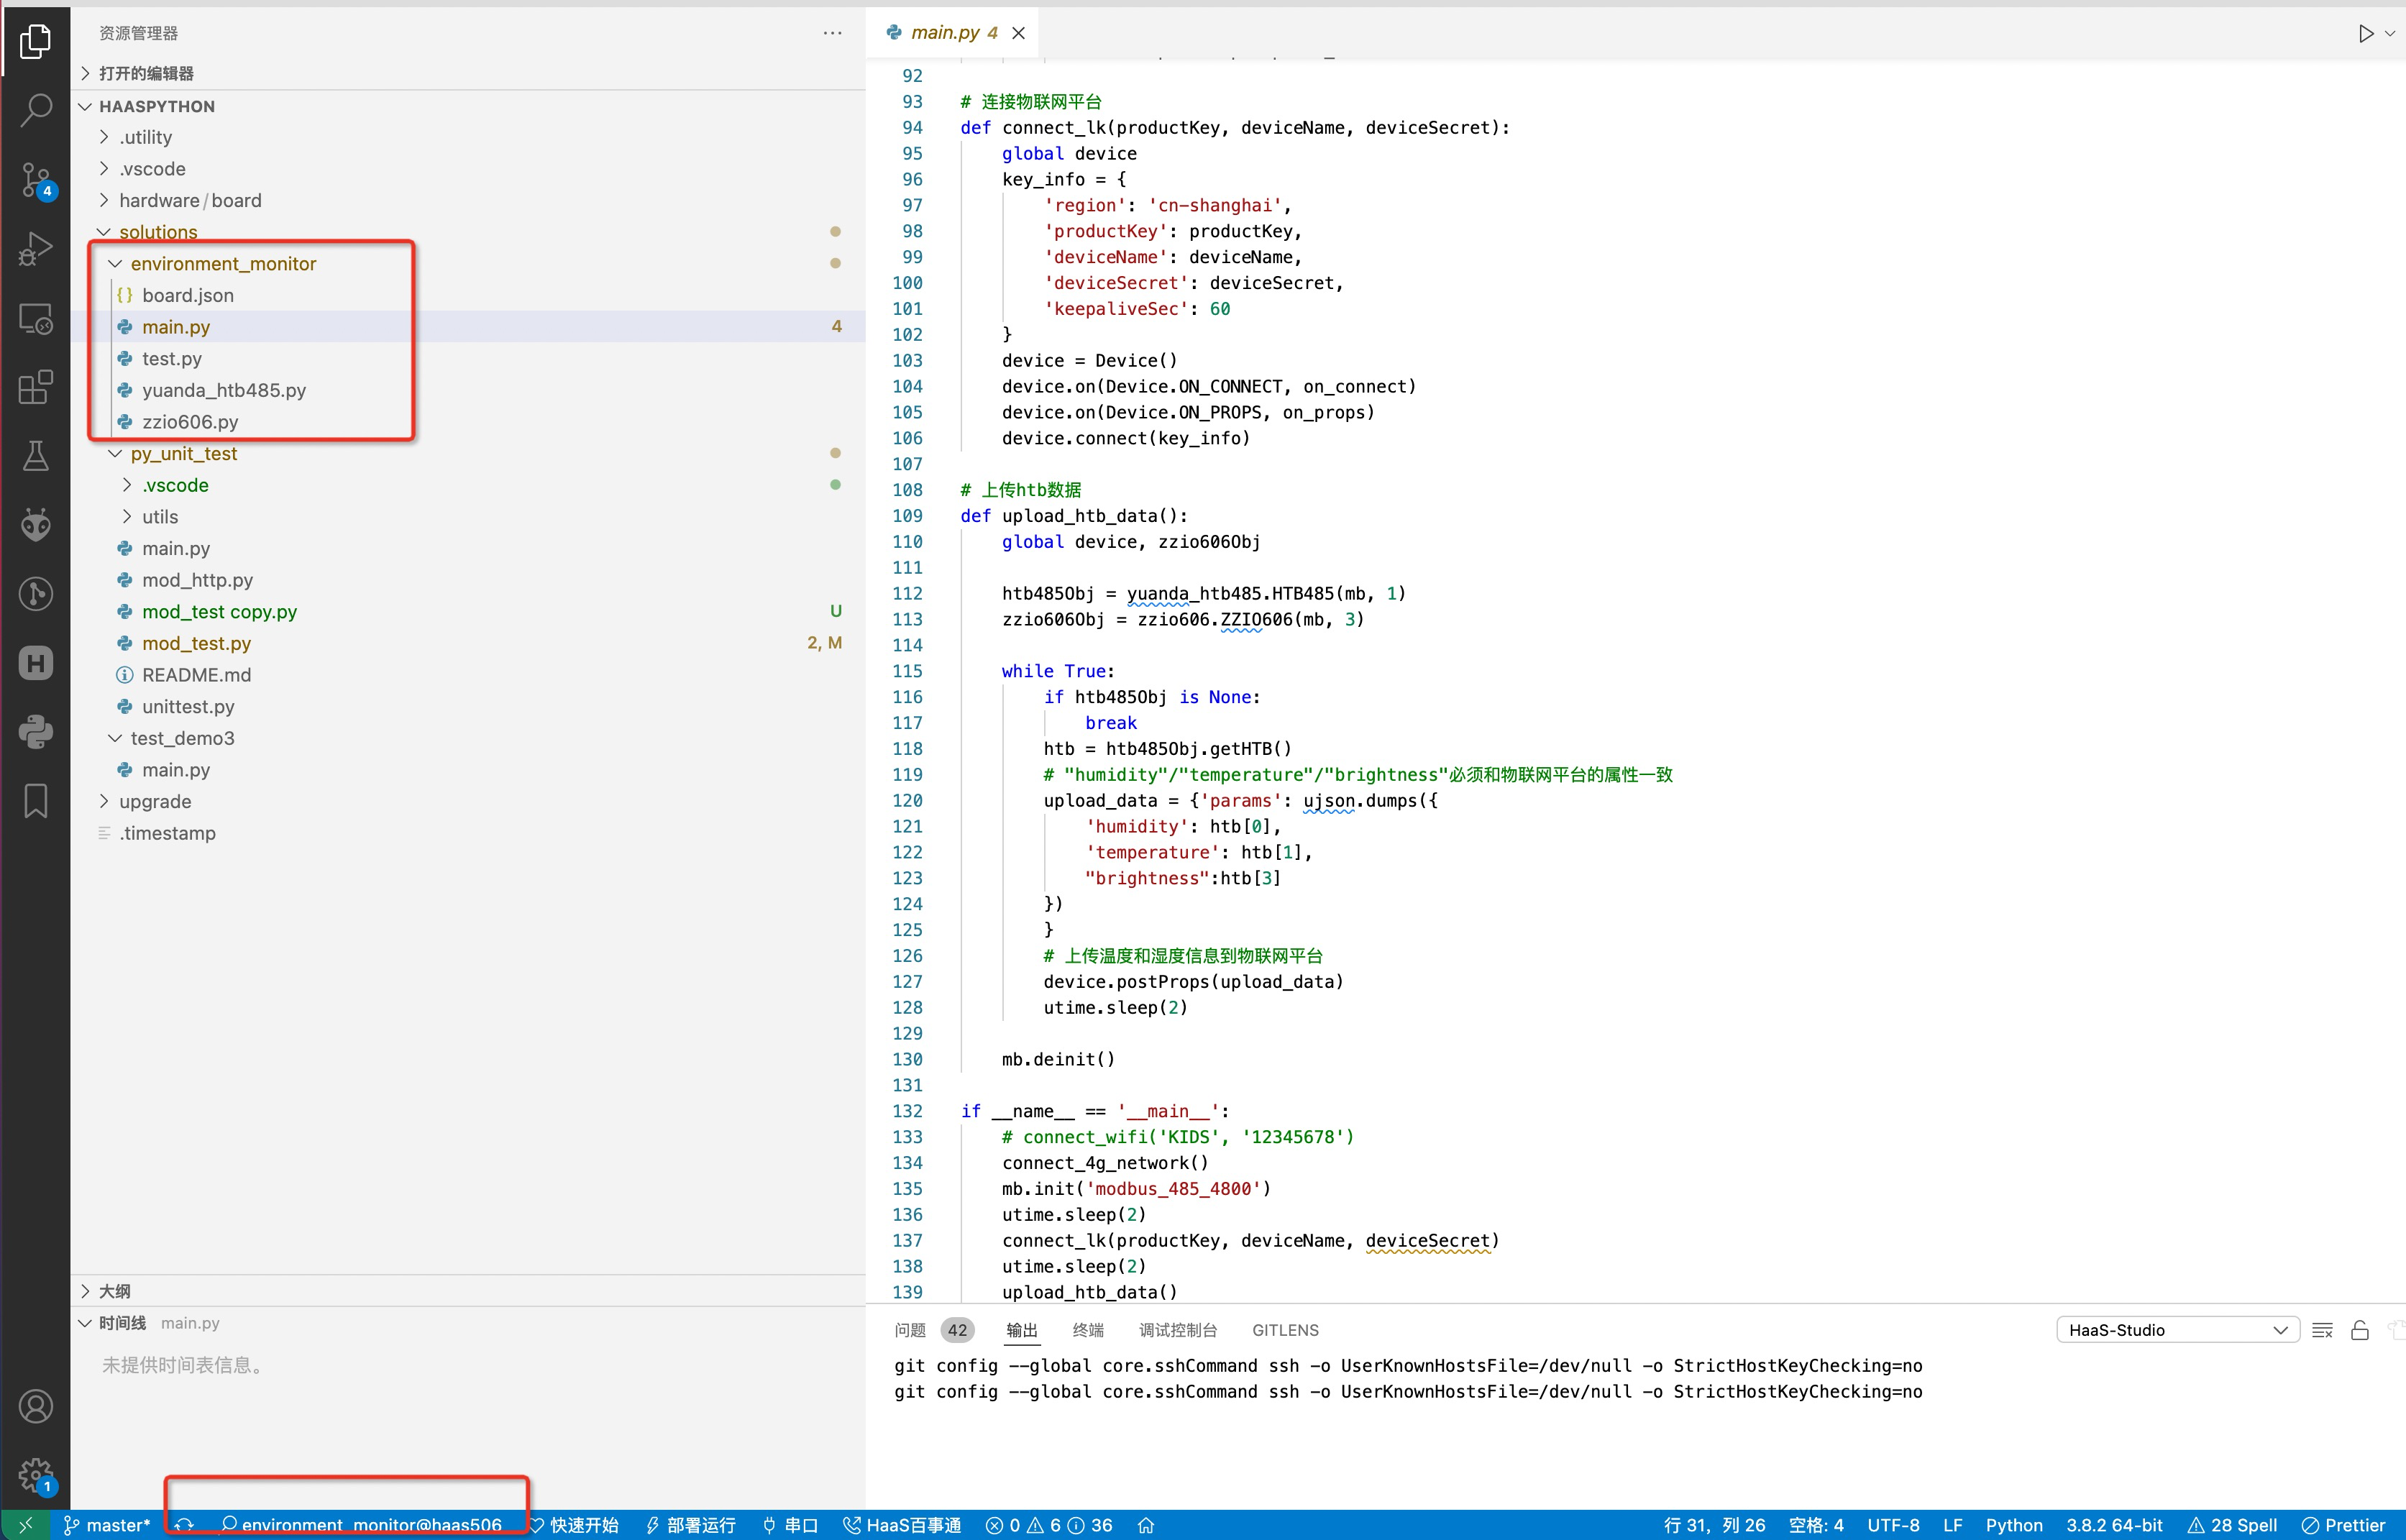 资源管理器
打开的编辑器
HAASPYTHON
.utility
.vscode
hardware/board
solutions
environment_monitor
board.json
main.py 4
test.py
yuanda_htb485.py
zzio606.py
py_unit_test
.vscode
utils
main.py
mod_http.py
mod_test copy.py U
mod_test.py 2, M
README.md
unittest.py
test_demo3
main.py
upgrade
.timestamp
大纲
时间线 main.py
未提供时间表信息。
4
1
main.py 4
92
93 # 连接物联网平台
94 def connect_lk(productKey, deviceName, deviceSecret):
95 global device
96 key_info = {
97 'region': 'cn-shanghai',
98 'productKey': productKey,
99 'deviceName': deviceName,
100 'deviceSecret': deviceSecret,
101 'keepaliveSec': 60
102 }
103 device = Device()
104 device.on(Device.ON_CONNECT, on_connect)
105 device.on(Device.ON_PROPS, on_props)
106 device.connect(key_info)
107
108 # 上传htb数据
109 def upload_htb_data():
110 global device, zzio606Obj
111
112 htb485Obj = yuanda_htb485.HTB485(mb, 1)
113 zzio606Obj = zzio606.ZZIO606(mb, 3)
114
115 while True:
116 if htb485Obj is None:
117 break
118 htb = htb485Obj.getHTB()
119 # "humidity"/"temperature"/"brightness"必须和物联网平台的属性一致
120 upload_data = {'params': ujson.dumps({
121 'humidity': htb[0],
122 'temperature': htb[1],
123 "brightness":htb[3]
124 })
125 }
126 # 上传温度和湿度信息到物联网平台
127 device.postProps(upload_data)
128 utime.sleep(2)
129
130 mb.deinit()
131
132 if __name__ == '__main__':
133 # connect_wifi('KIDS', '12345678')
134 connect_4g_network()
135 mb.init('modbus_485_4800')
136 utime.sleep(2)
137 connect_lk(productKey, deviceName, deviceSecret)
138 utime.sleep(2)
139 upload_htb_data()
问题 42 输出 终端 调试控制台 GITLENS HaaS-Studio
git config --global core.sshCommand ssh -o UserKnownHostsFile=/dev/null -o StrictHostKeyChecking=no
git config --global core.sshCommand ssh -o UserKnownHostsFile=/dev/null -o StrictHostKeyChecking=no
master* environment_monitor@haas506 快速开始 部署运行 串口 HaaS百事通 0 6 36 行 31，列 26 空格: 4 UTF-8 LF Python 3.8.2 64-bit 28 Spell Prettier